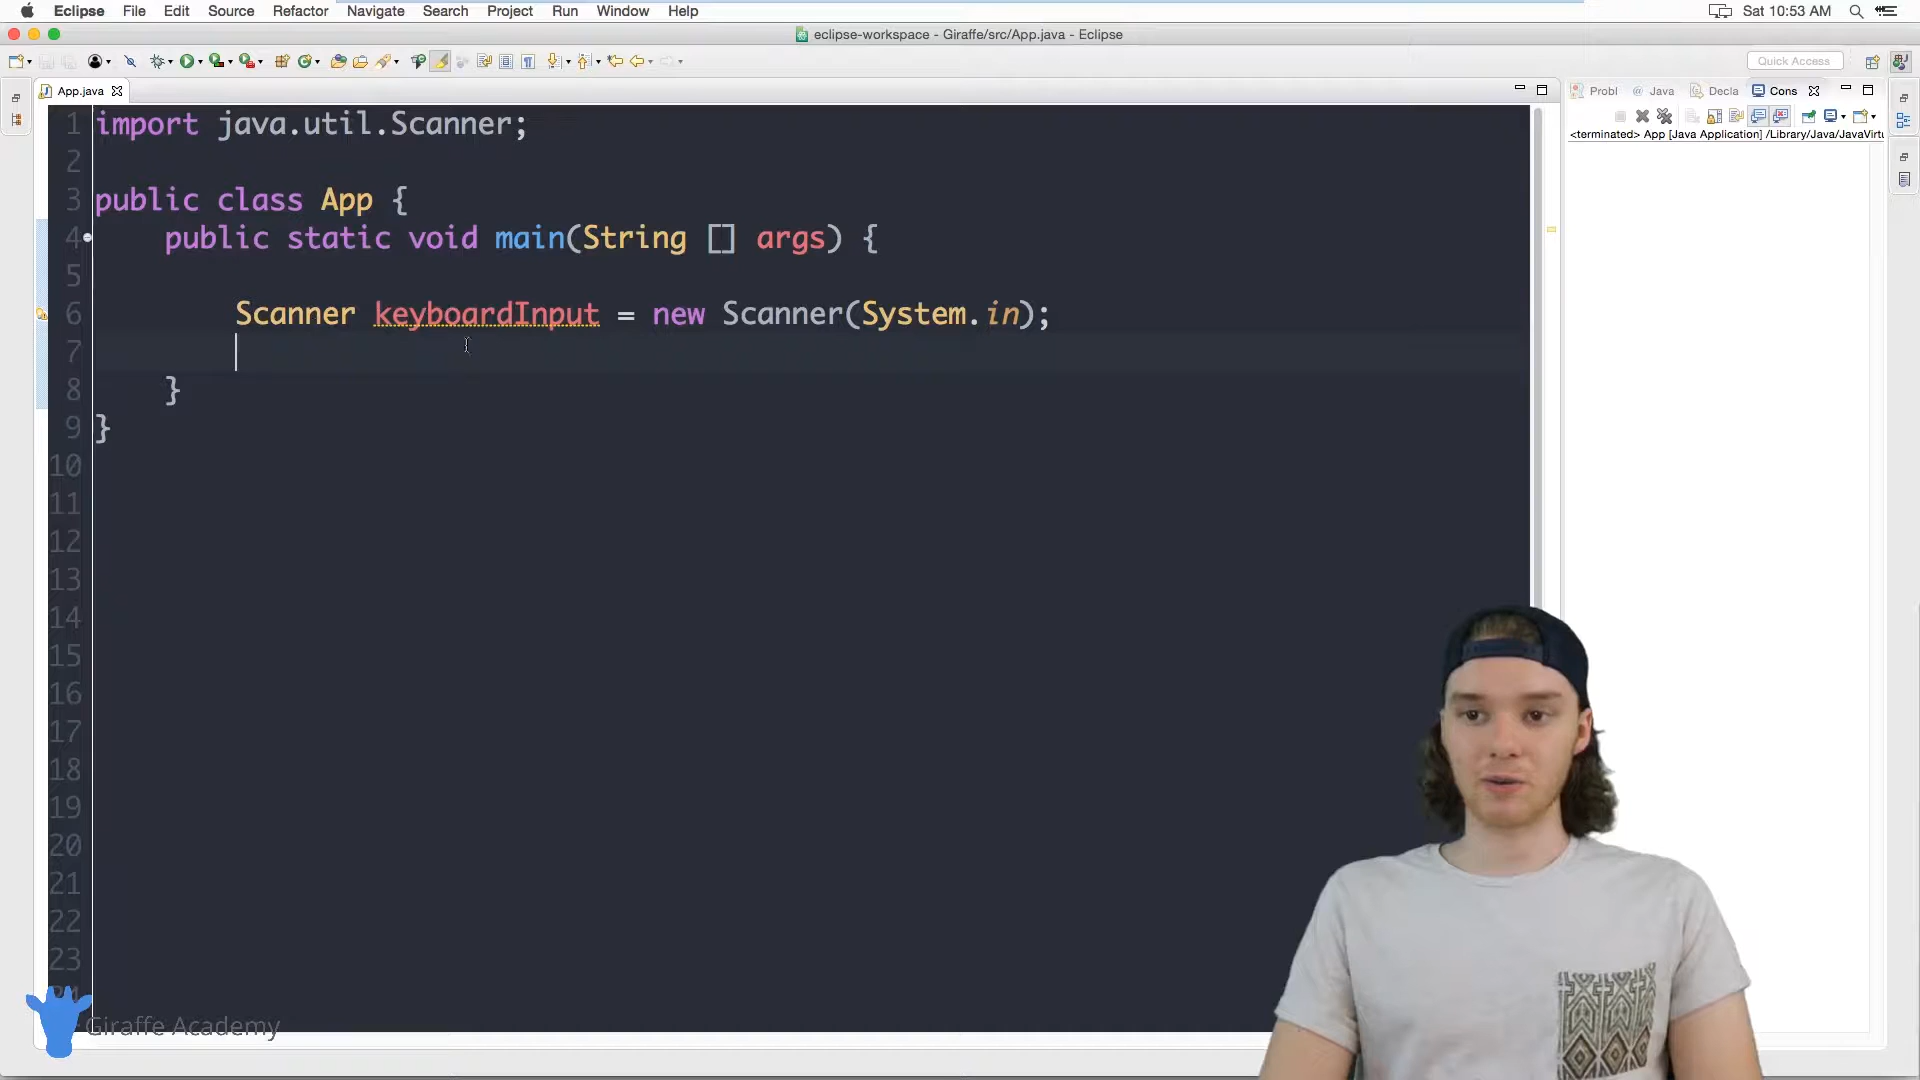 Eclipse File Edit Source Refactor Navigate Search Project Run Window Help Sat 10:53 AM
eclipse-workspace - Giraffe/src/App.java - Eclipse
Quick Access
App.java Probl @ Java Decla Cons
<terminated> App [Java Application] /Library/Java/JavaVirtu
1 import java.util.Scanner;
2
3 public class App {
4 public static void main(String [] args) {
5
6 Scanner keyboardInput = new Scanner(System.in);
7
8 }
9 }
10
11
12
13
14
15
16
17
18
19
20
21
22
23
Giraffe Academy